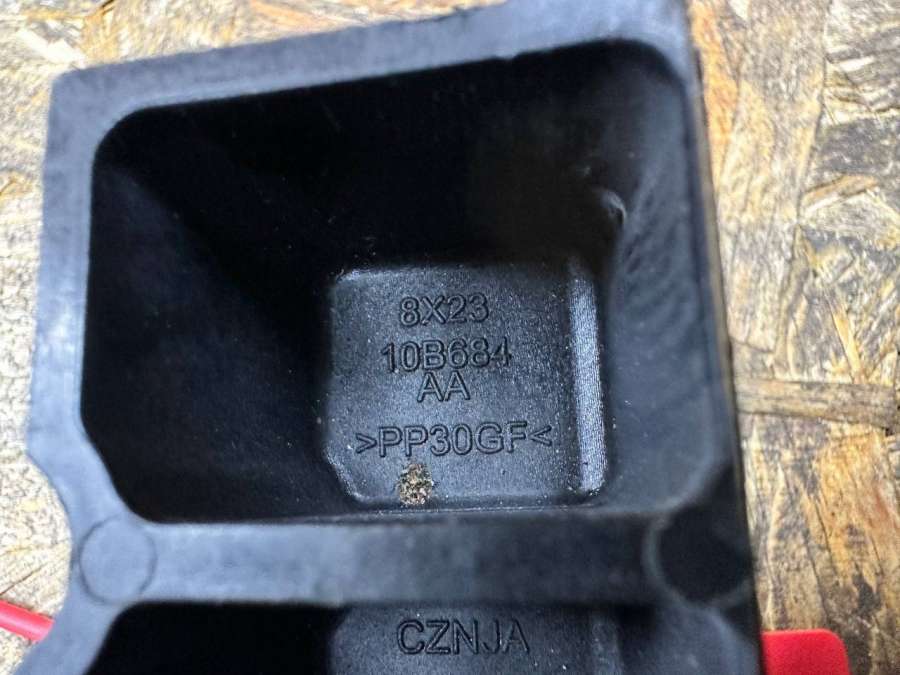 8X23
10B684
AA
>PP30GF<
CZNJA